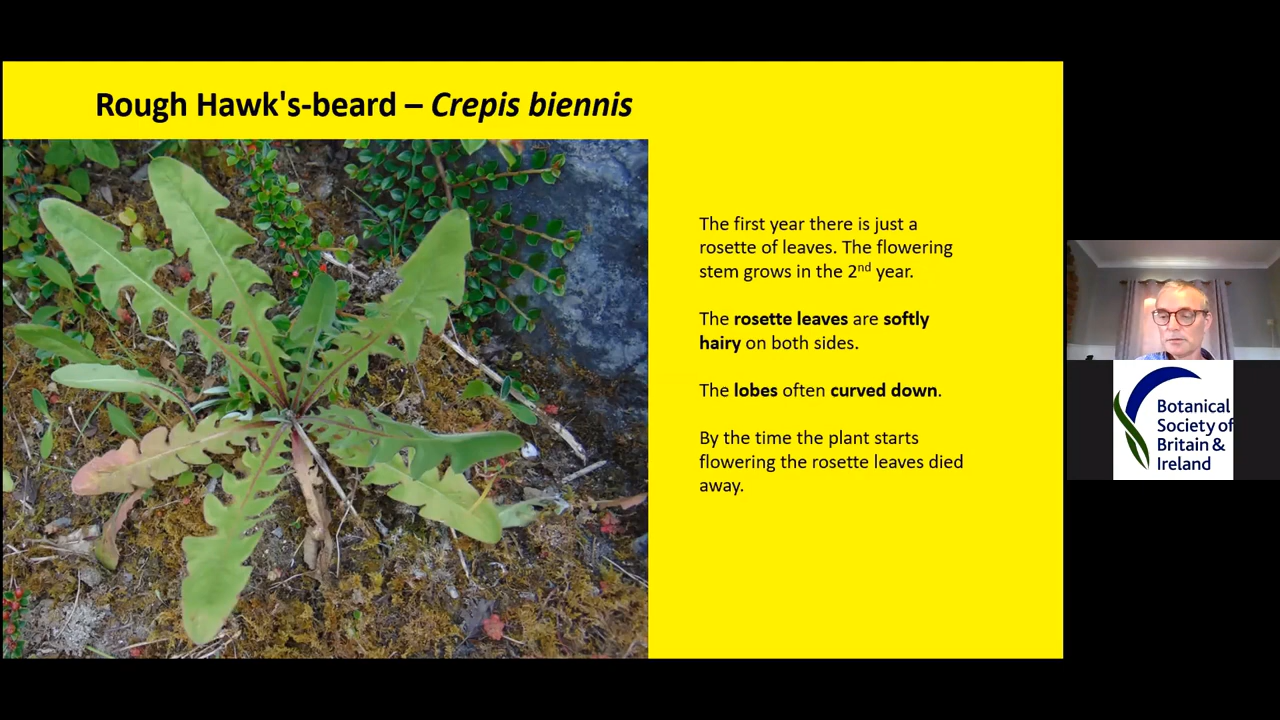 Rough Hawk's-beard – Crepis biennis
The first year there is just a
rosette of leaves. The flowering
stem grows in the 2nd year.
The rosette leaves are softly
hairy on both sides.
The lobes often curved down.
By the time the plant starts
flowering the rosette leaves died
away.
Botanical
Society of
Britain &
Ireland